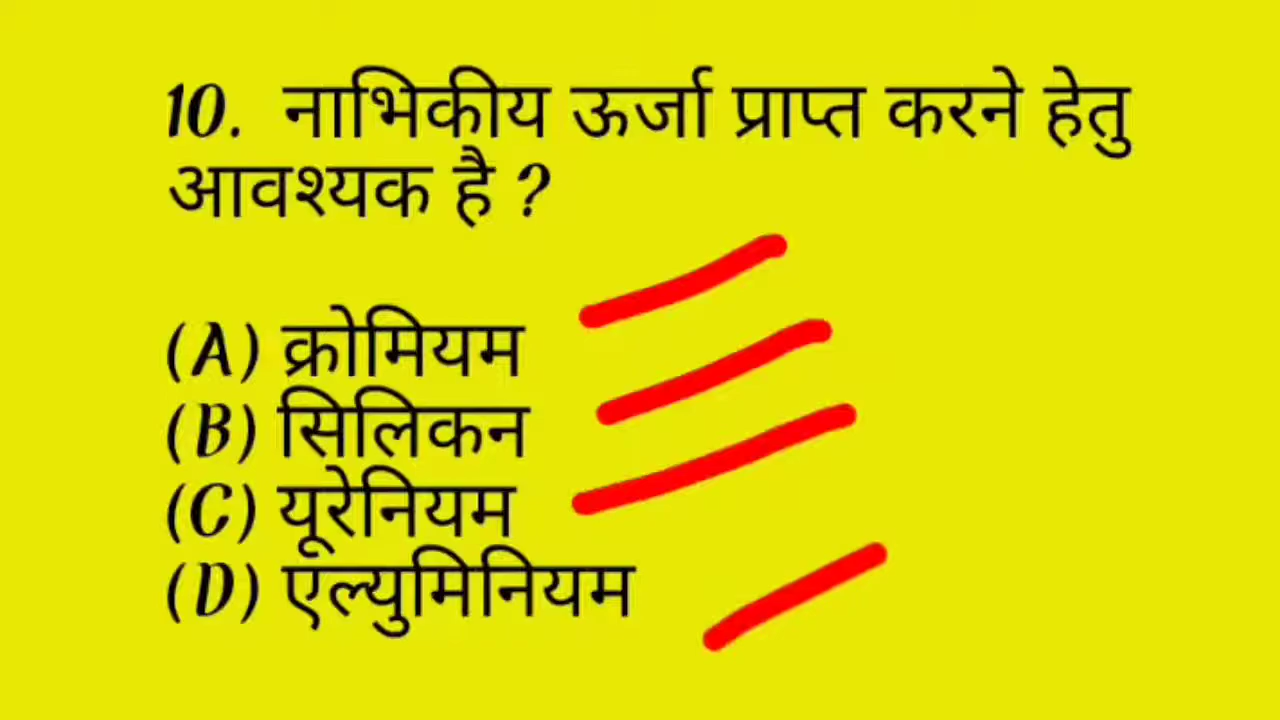 10. नाभिकीय ऊर्जा प्राप्त करने हेतु
आवश्यक है ?
(A) क्रोमियम
(B) सिलिकन
(C) यूरेनियम
(D) एल्युमिनियम